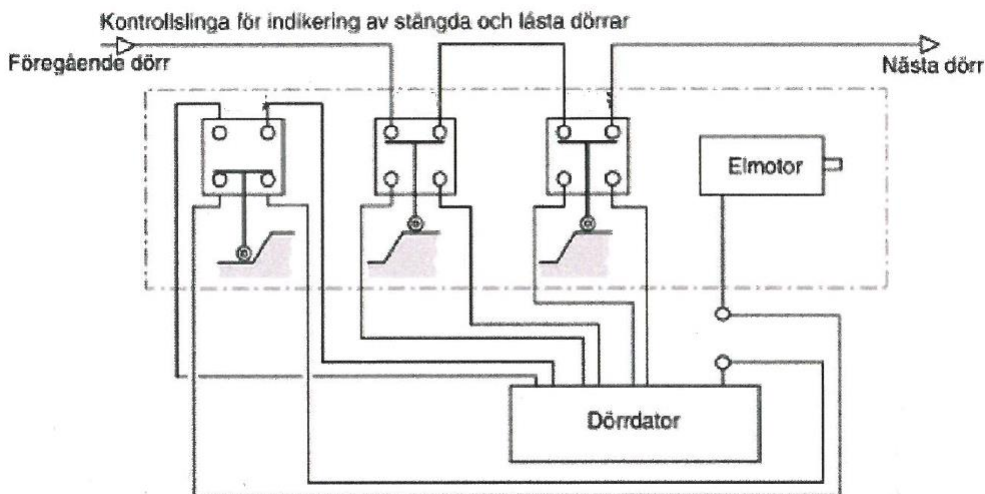 Kontrollslinga för indikering av stängda och låsta dörrar
Föregående dörr
Nästa dörr
Elmotor
Dörrdator